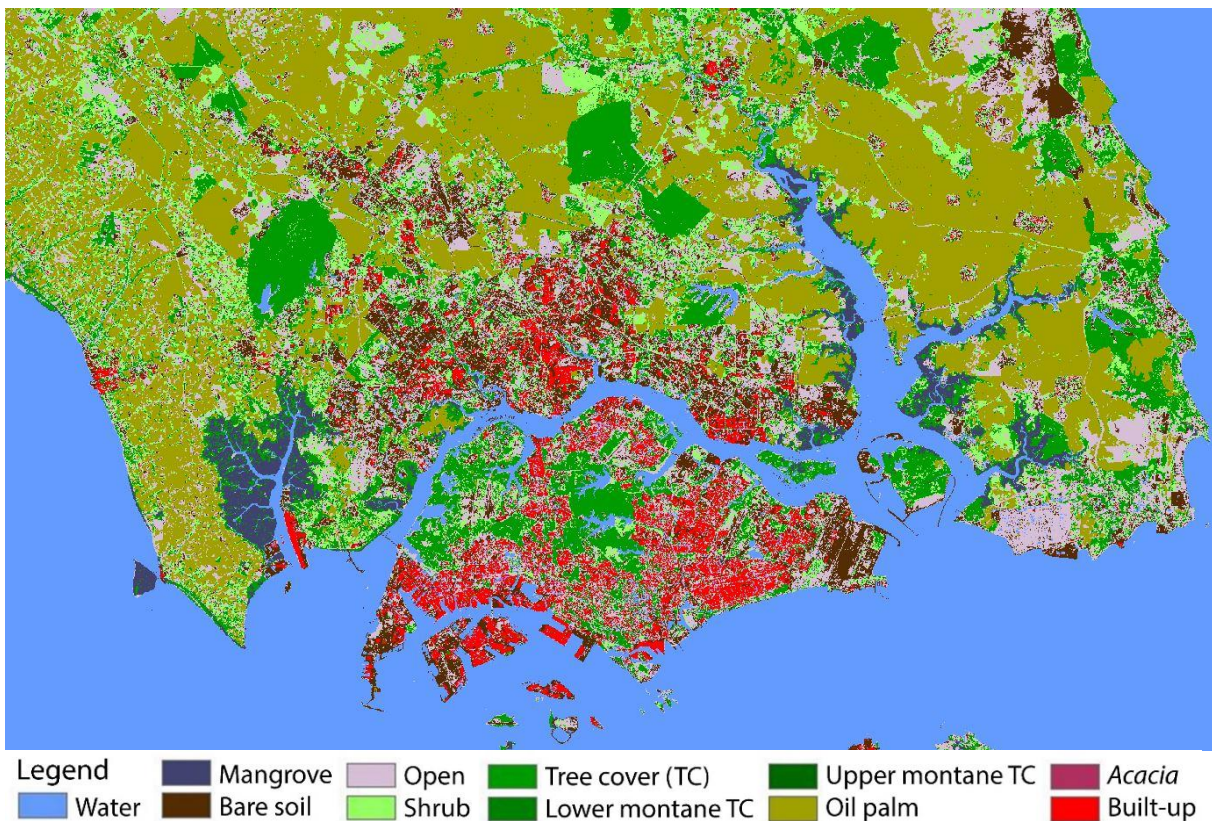 Legend
Mangrove Open Tree cover (TC) Upper montane TC Acacia
Water Bare soil Shrub Lower montane TC Oil palm Built-up